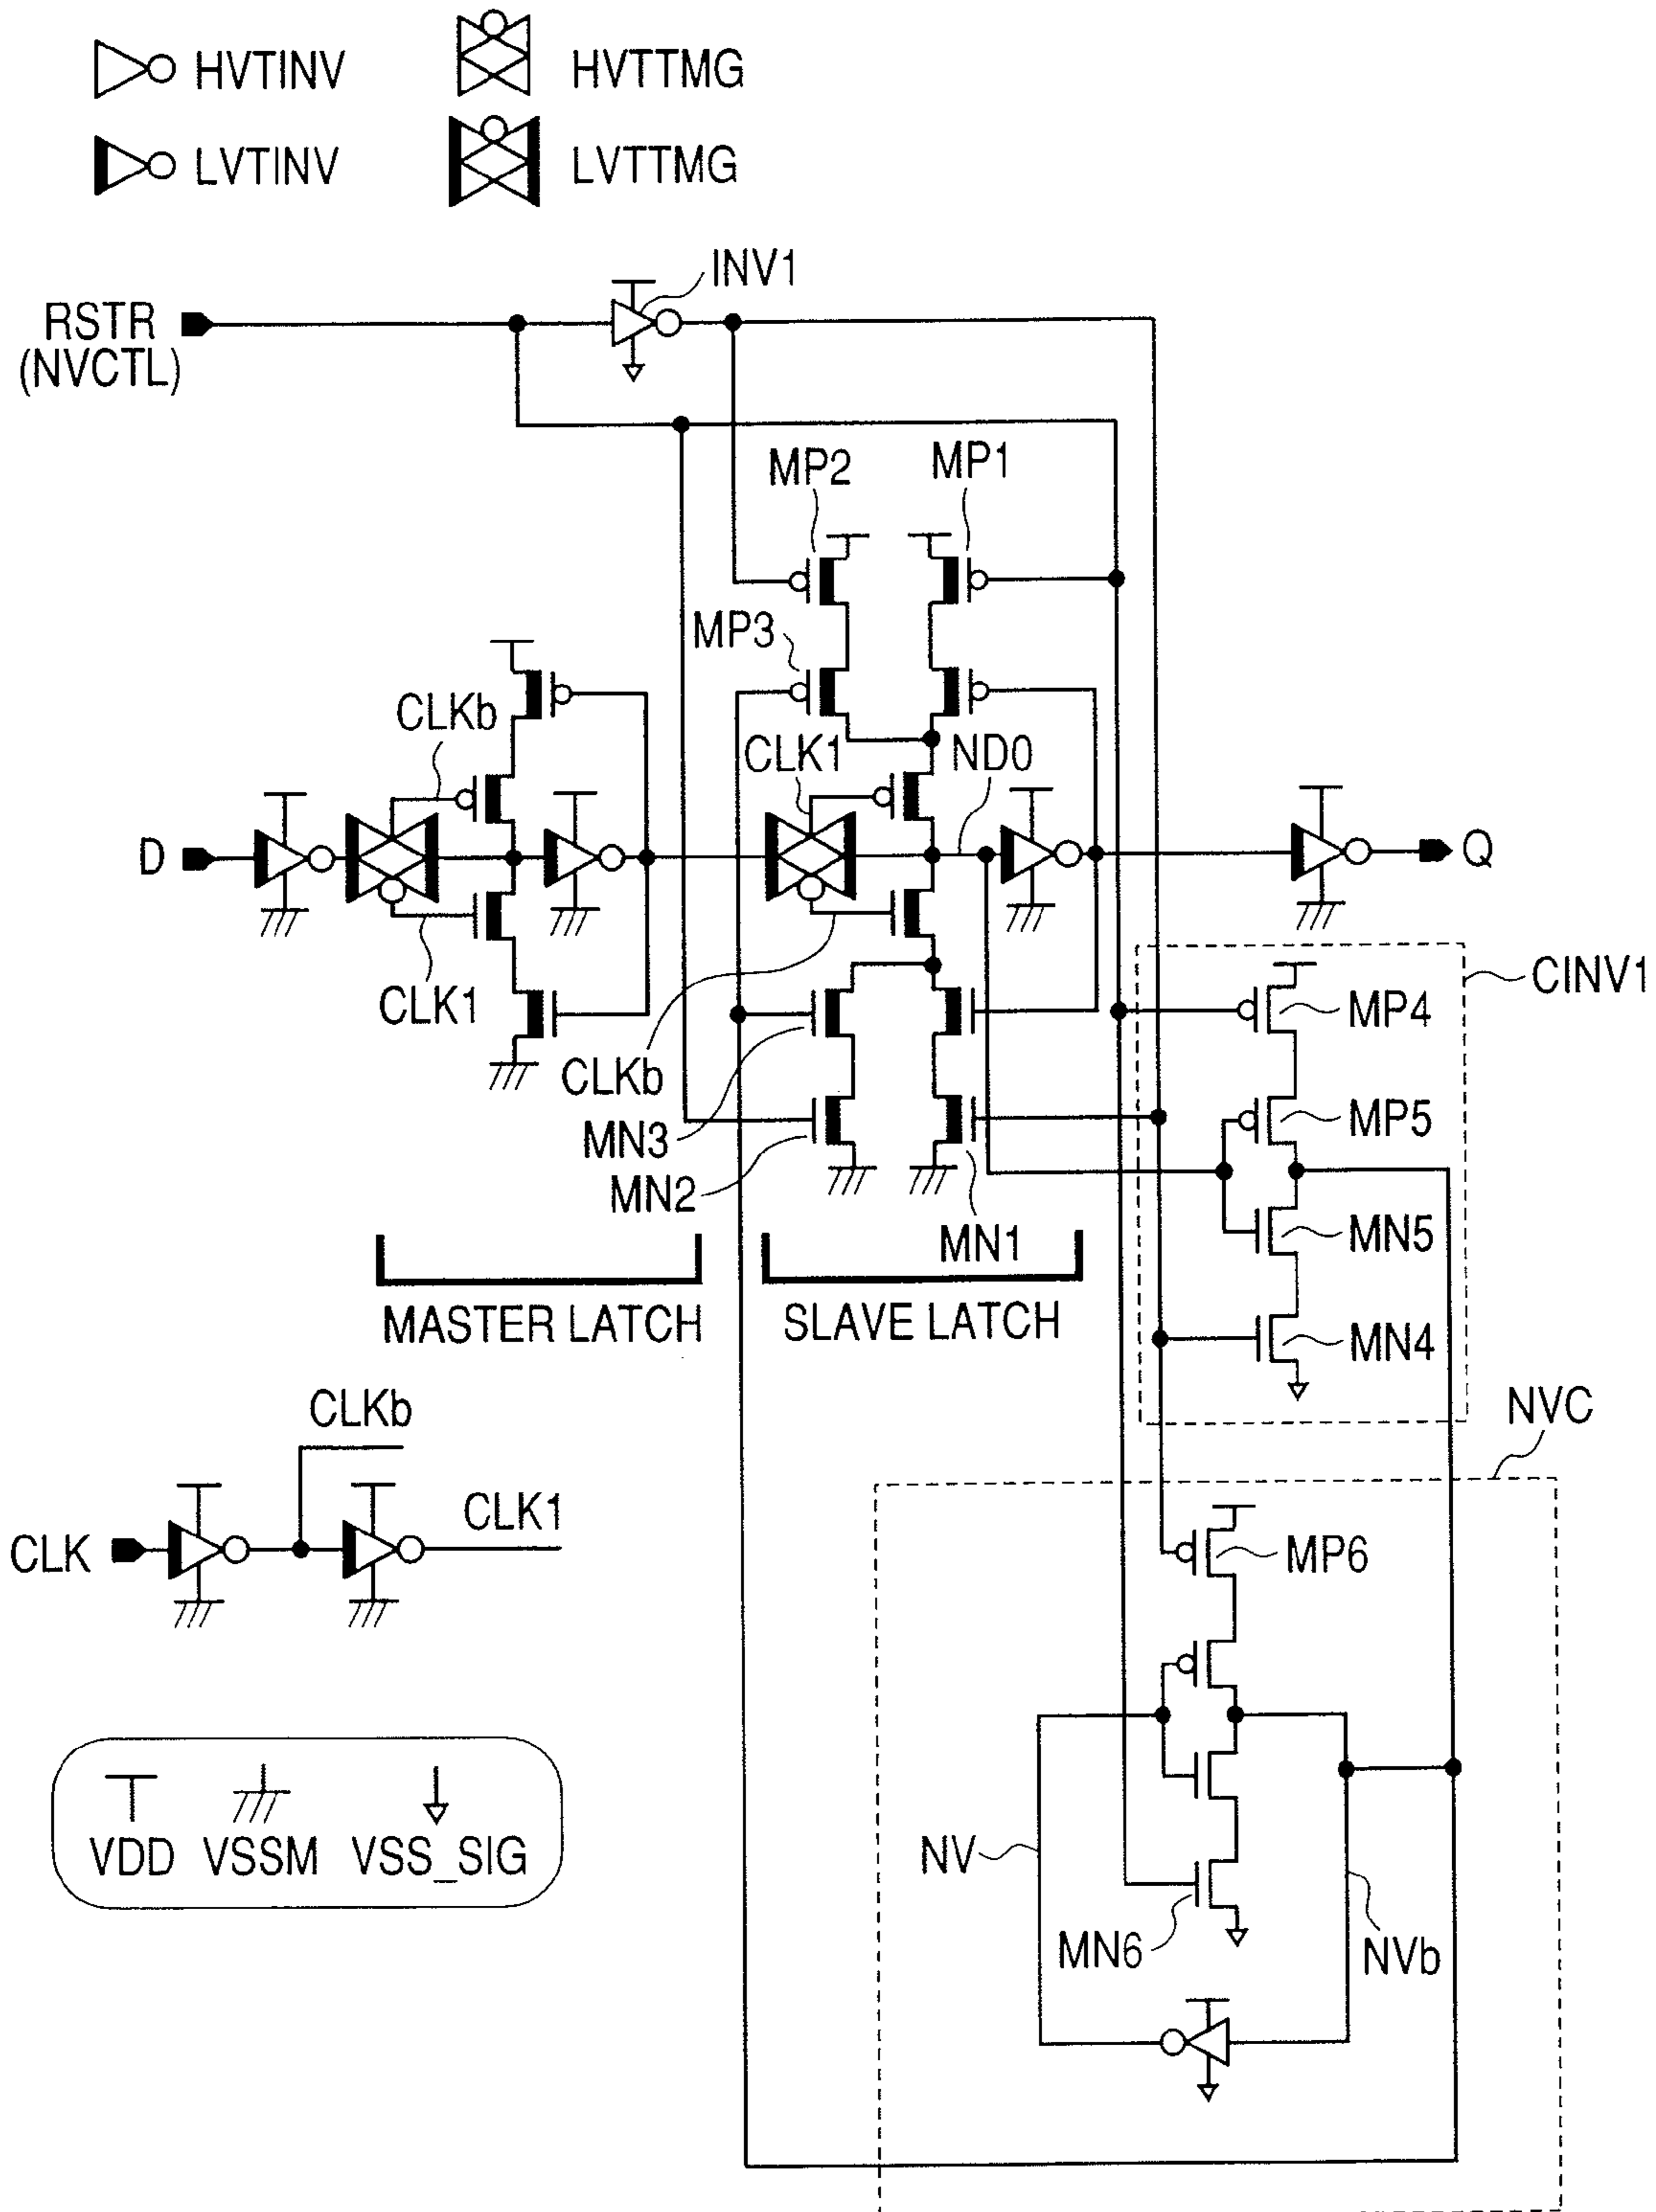 HVTINV
HVTTMG
LVTINV
LVTTMG
INV1
RSTR
(NVCTL)
MP2
MP1
MP3
CLKb
CLK1
ND0
D
Q
CLK1
CLKb
MN3
MN2
MN1
CINV1
MP4
MP5
MN5
MN4
MASTER LATCH
SLAVE LATCH
NVC
CLKb
CLK
CLK1
MP6
NV
MN6
NVb
VDD
VSSM
VSS_SIG